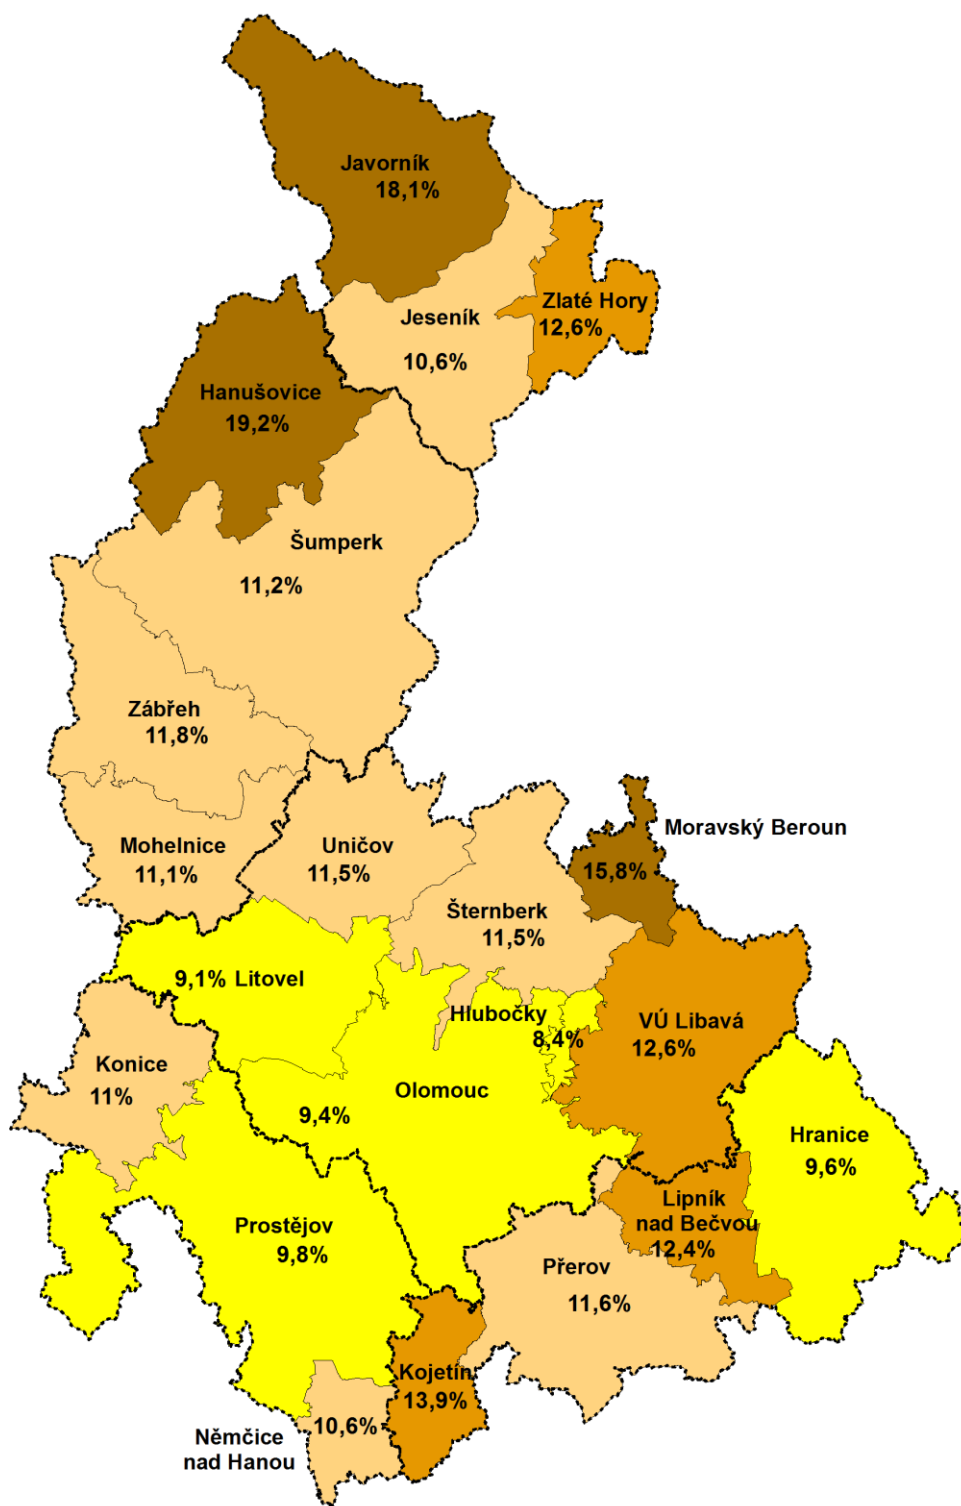 Javorník
18,1%
Zlaté Hory
12,6%
Jeseník
10,6%
Hanušovice
19,2%
Šumperk
11,2%
Zábřeh
11,8%
Mohelnice
11,1%
Uničov
11,5%
Moravský Beroun
15,8%
Šternberk
11,5%
9,1% Litovel
Hlubočky
8,4%
VÚ Libavá
12,6%
Konice
11%
Olomouc
9,4%
Hranice
9,6%
Prostějov
9,8%
Lipník
nad Bečvou
12,4%
Přerov
11,6%
Kojetín
13,9%
10,6%
Němčice
nad Hanou